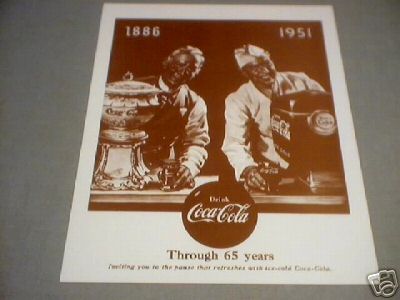 1886 1951
Drink
Coca-Cola
Through 65 years
Inviting you to the pause that refreshes with ice-cold Coca-Cola.